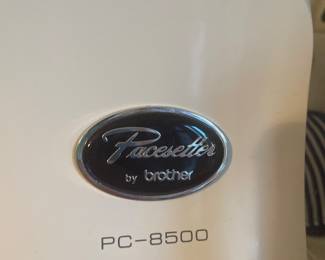 Pacesetter
by brother
PC-8500